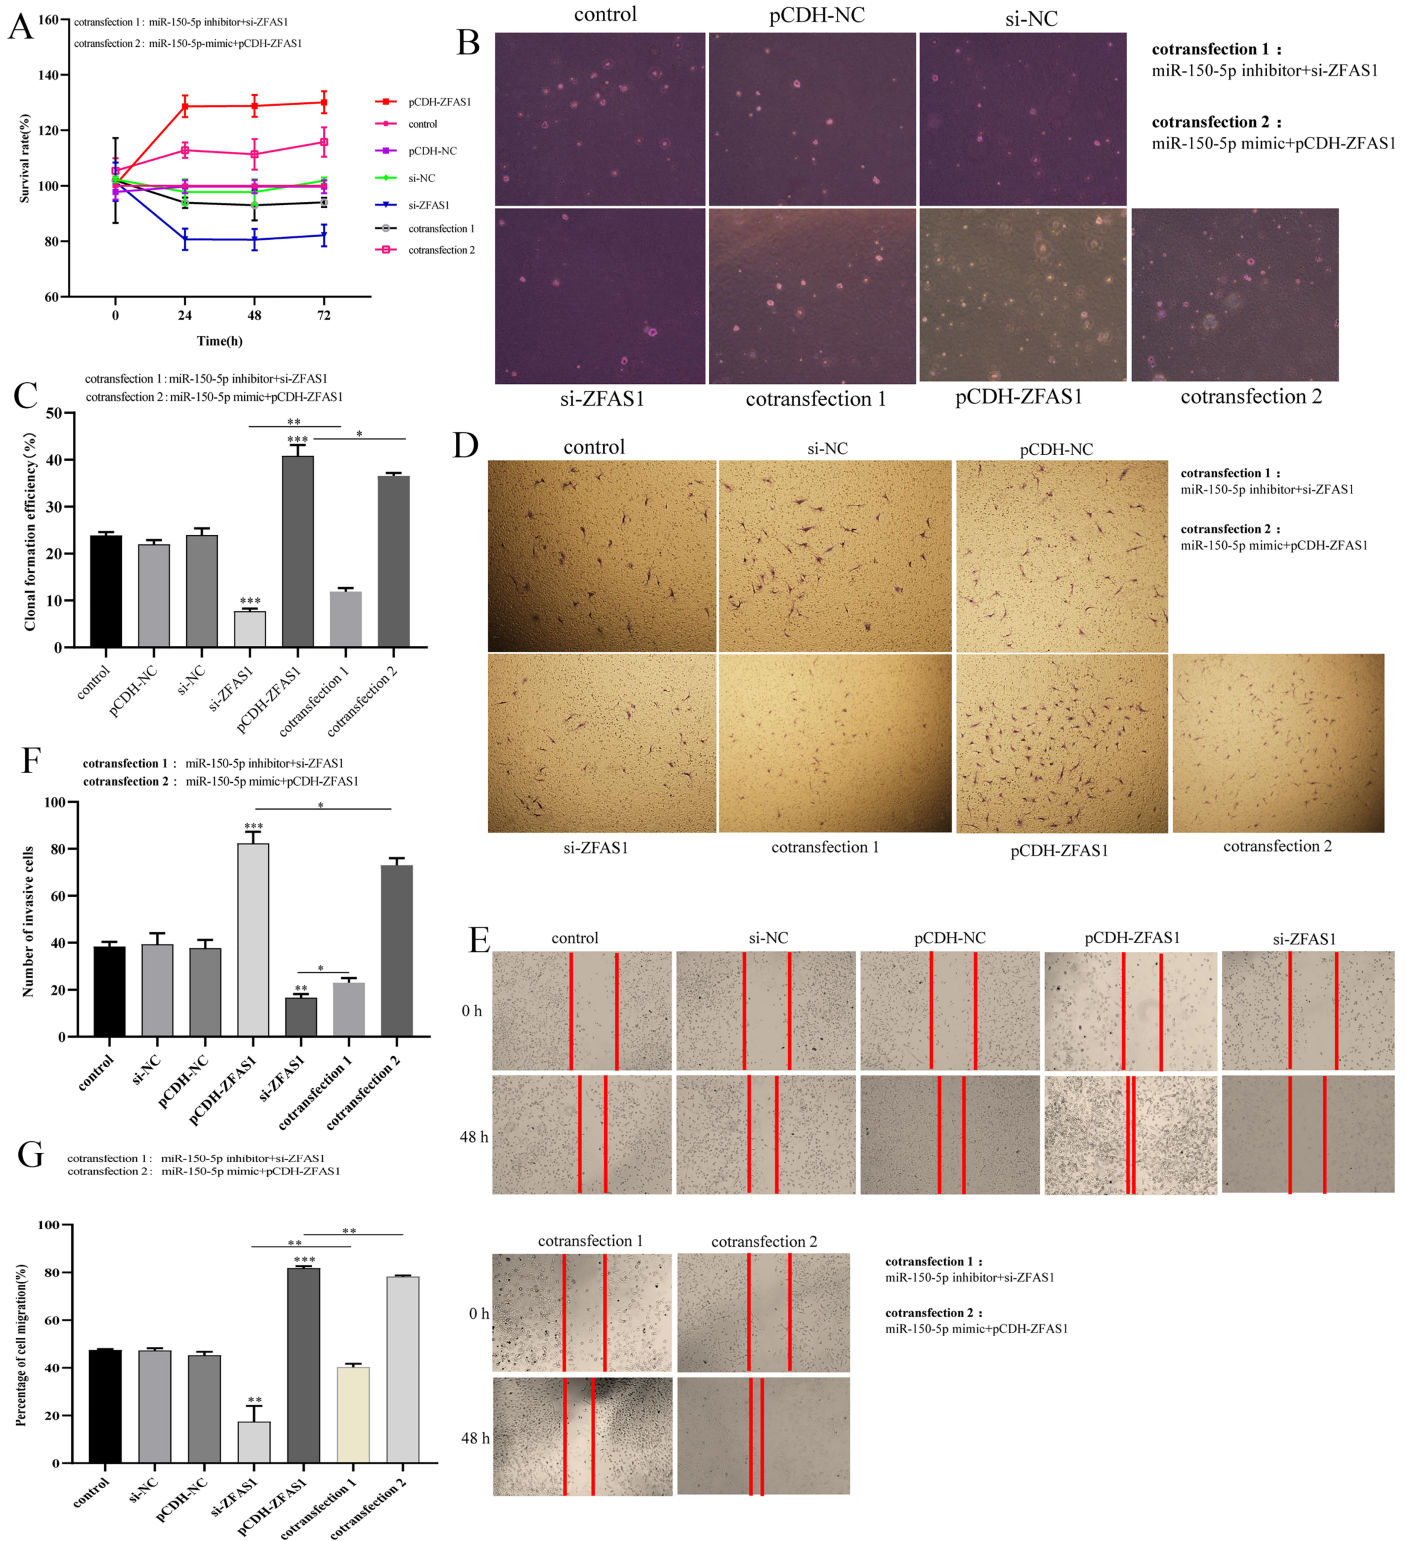 A
cotransfection 1 : miR-150-5p inhibitor+si-ZFAS1
cotransfection 2 : miR-150-5p-mimic+pCDH-ZFAS1
Survival rate(%)
160
140
120
100
80
60
0
24
48
72
Time(h)
pCDH-ZFAS1
control
pCDH-NC
si-NC
si-ZFAS1
cotransfection 1
cotransfection 2
B
control
pCDH-NC
si-NC
cotransfection 1 :
miR-150-5p inhibitor+si-ZFAS1
cotransfection 2 :
miR-150-5p mimic+pCDH-ZFAS1
si-ZFAS1
cotransfection 1
pCDH-ZFAS1
cotransfection 2
C
cotransfection 1 : miR-150-5p inhibitor+si-ZFAS1
cotransfection 2 : miR-150-5p mimic+pCDH-ZFAS1
Clonal formation efficiency (%)
50
40
30
20
10
0
***
***
**
*
control
pCDH-NC
si-NC
si-ZFAS1
pCDH-ZFAS1
cotransfection 1
cotransfection 2
D
control
si-NC
pCDH-NC
cotransfection 1 :
miR-150-5p inhibitor+si-ZFAS1
cotransfection 2 :
miR-150-5p mimic+pCDH-ZFAS1
si-ZFAS1
cotransfection 1
pCDH-ZFAS1
cotransfection 2
F
cotransfection 1 : miR-150-5p inhibitor+si-ZFAS1
cotransfection 2 : miR-150-5p mimic+pCDH-ZFAS1
Number of invasive cells
100
80
60
40
20
0
***
*
**
*
control
si-NC
pCDH-NC
pCDH-ZFAS1
si-ZFAS1
cotransfection 1
cotransfection 2
E
control
si-NC
pCDH-NC
pCDH-ZFAS1
si-ZFAS1
0 h
48 h
cotransfection 1
cotransfection 2
0 h
48 h
cotransfection 1 :
miR-150-5p inhibitor+si-ZFAS1
cotransfection 2 :
miR-150-5p mimic+pCDH-ZFAS1
G
cotransfection 1 : miR-150-5p inhibitor+si-ZFAS1
cotransfection 2 : miR-150-5p mimic+pCDH-ZFAS1
Percentage of cell migration(%)
100
80
60
40
20
0
**
***
**
**
control
si-NC
pCDH-NC
si-ZFAS1
pCDH-ZFAS1
cotransfection 1
cotransfection 2